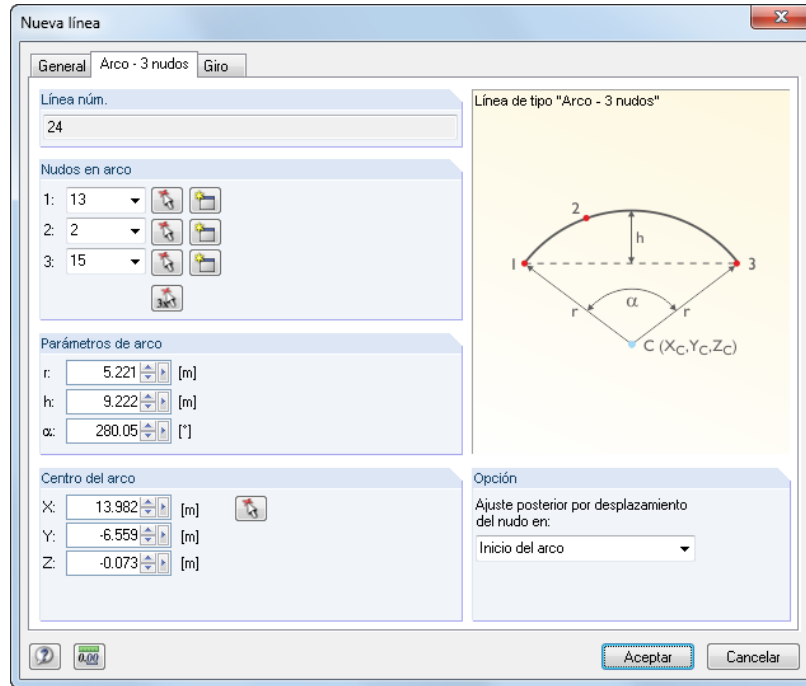 Nueva línea
General Arco - 3 nudos Giro
Línea núm.
24
Nudos en arco
1: 13
2: 2
3: 15
3x
Parámetros de arco
r: 5.221 [m]
h: 9.222 [m]
α: 280.05 [°]
Centro del arco
X: 13.982 [m]
Y: -6.559 [m]
Z: -0.073 [m]
Línea de tipo "Arco - 3 nudos"
2
h
1 3
α
r r
C (XC,YC,ZC)
Opción
Ajuste posterior por desplazamiento
del nudo en:
Inicio del arco
0.00
Aceptar Cancelar